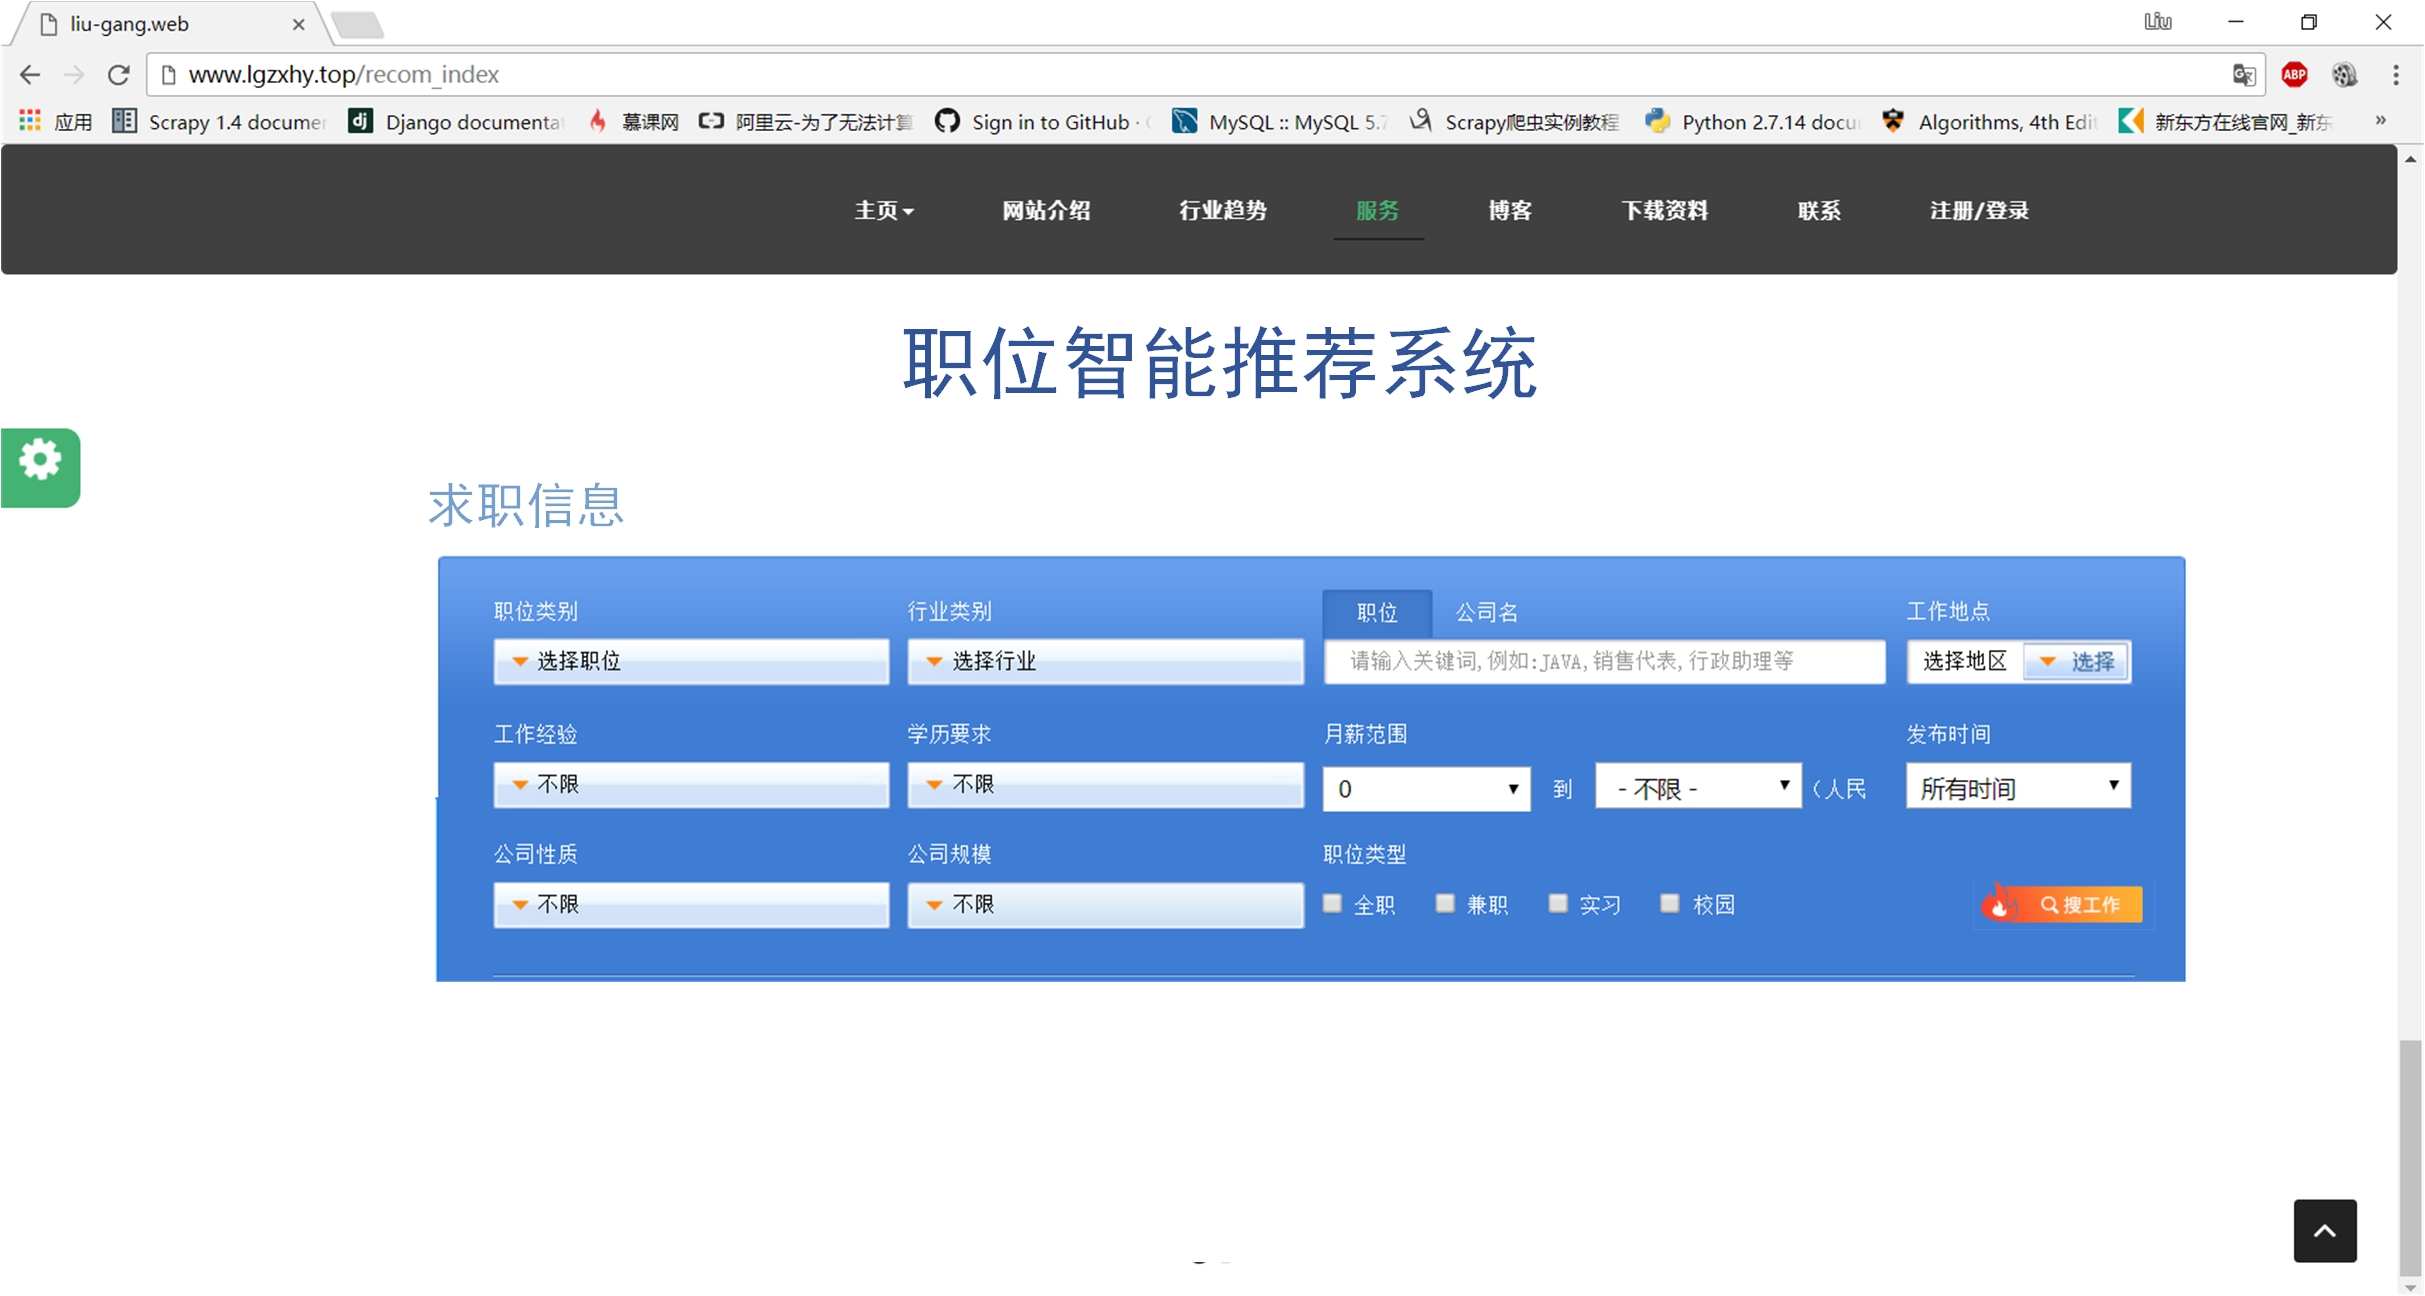 liu-gang.web
Liu
www.lgzxhy.top/recom_index
应用 Scrapy 1.4 documen Django documenta 慕课网 阿里云-为了无法计算 Sign in to GitHub · MySQL :: MySQL 5.7 Scrapy爬虫实例教程 Python 2.7.14 docu Algorithms, 4th Edit 新东方在线官网_新东 »
主页 网站介绍 行业趋势 服务 博客 下载资料 联系 注册/登录
职位智能推荐系统
求职信息
职位类别 行业类别 职位 公司名 工作地点
选择职位 选择行业 请输入关键词,例如:JAVA,销售代表,行政助理等 选择地区 选择
工作经验 学历要求 月薪范围 发布时间
不限 不限 0 到 - 不限 - (人民 所有时间
公司性质 公司规模 职位类型
不限 不限 全职 兼职 实习 校园 搜工作